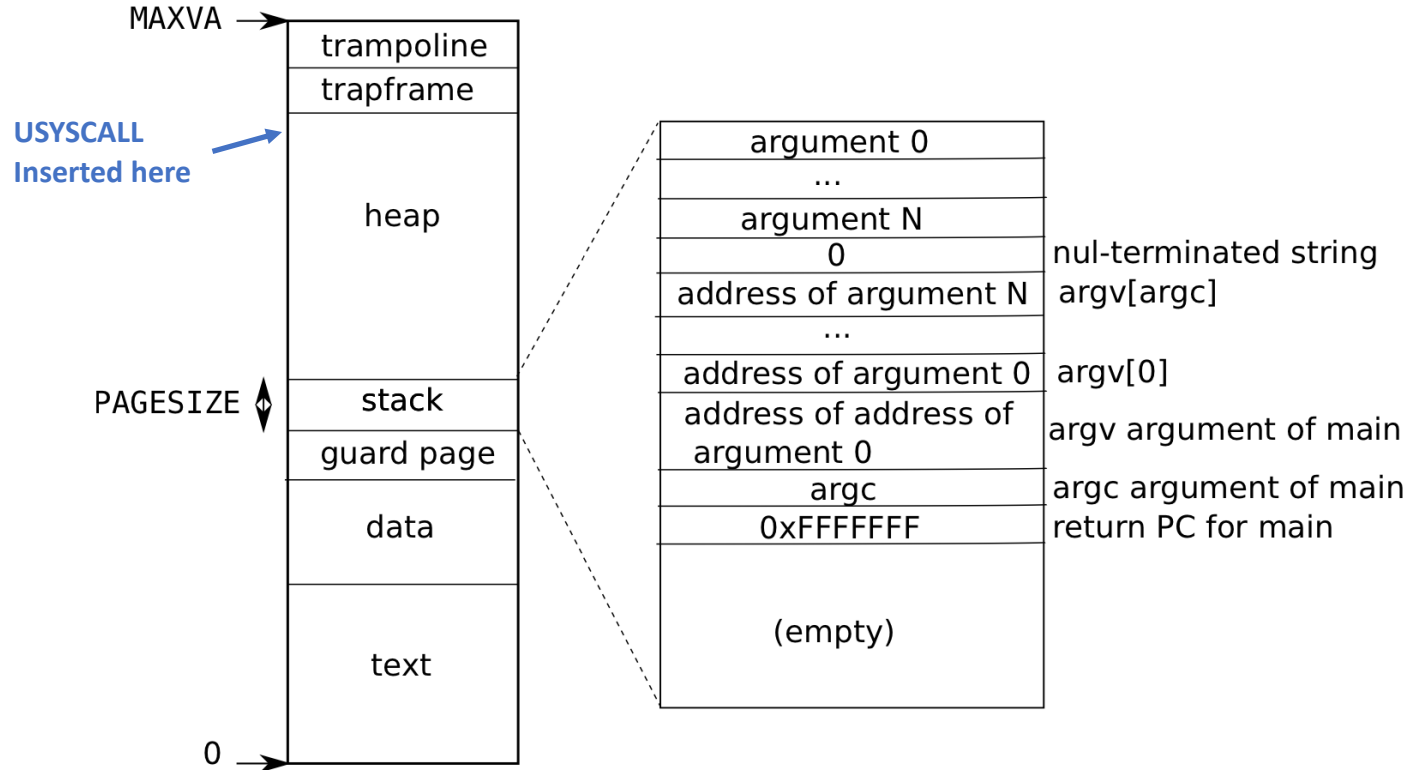 MAXVA
trampoline
trapframe
USYSCALL
Inserted here
heap
PAGESIZE
stack
guard page
data
text
0
argument 0
...
argument N
0
nul-terminated string
address of argument N
argv[argc]
...
address of argument 0
argv[0]
address of address of
argument 0
argv argument of main
argc
argc argument of main
0xFFFFFFF
return PC for main
(empty)